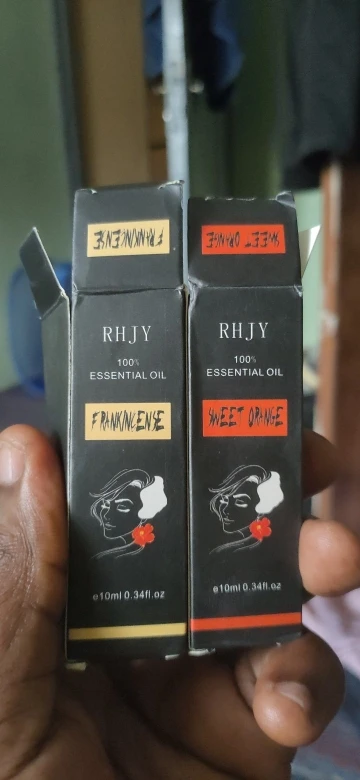 FRANKINCENSE
RHJY
100%
ESSENTIAL OIL
FRANKINCENSE
e10ml 0.34fl.oz
SWEET ORANGE
RHJY
100%
ESSENTIAL OIL
SWEET ORANGE
e10ml 0.34fl.oz